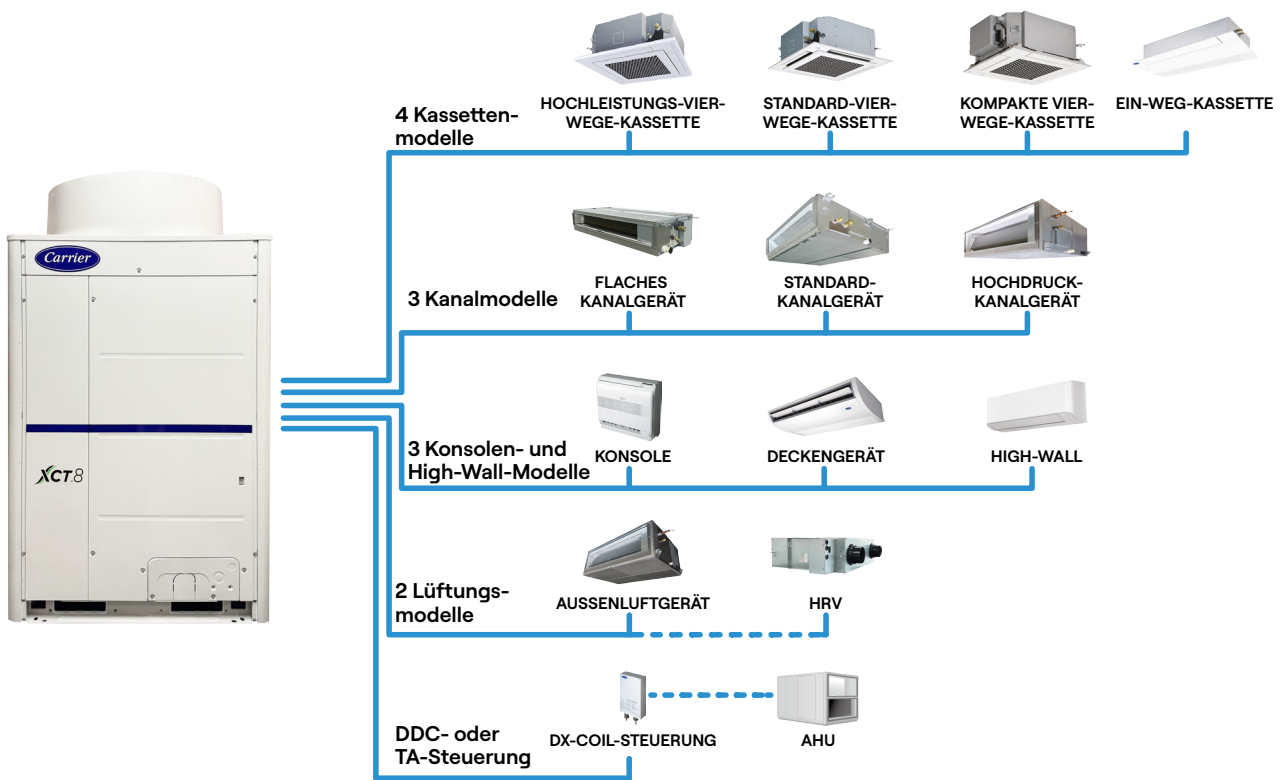 HOCHLEISTUNGS-VIER-
WEGE-KASSETTE
STANDARD-VIER-
WEGE-KASSETTE
KOMPAKTE VIER-
WEGE-KASSETTE
EIN-WEG-KASSETTE
4 Kassetten-
modelle
Carrier
XCT.8
3 Kanalmodelle
FLACHES
KANALGERÄT
STANDARD-
KANALGERÄT
HOCHDRUCK-
KANALGERÄT
3 Konsolen- und
High-Wall-Modelle
KONSOLE
DECKENGERÄT
HIGH-WALL
2 Lüftungs-
modelle
AUSSENLUFTGERÄT
HRV
DDC- oder
TA-Steuerung
DX-COIL-STEUERUNG
AHU